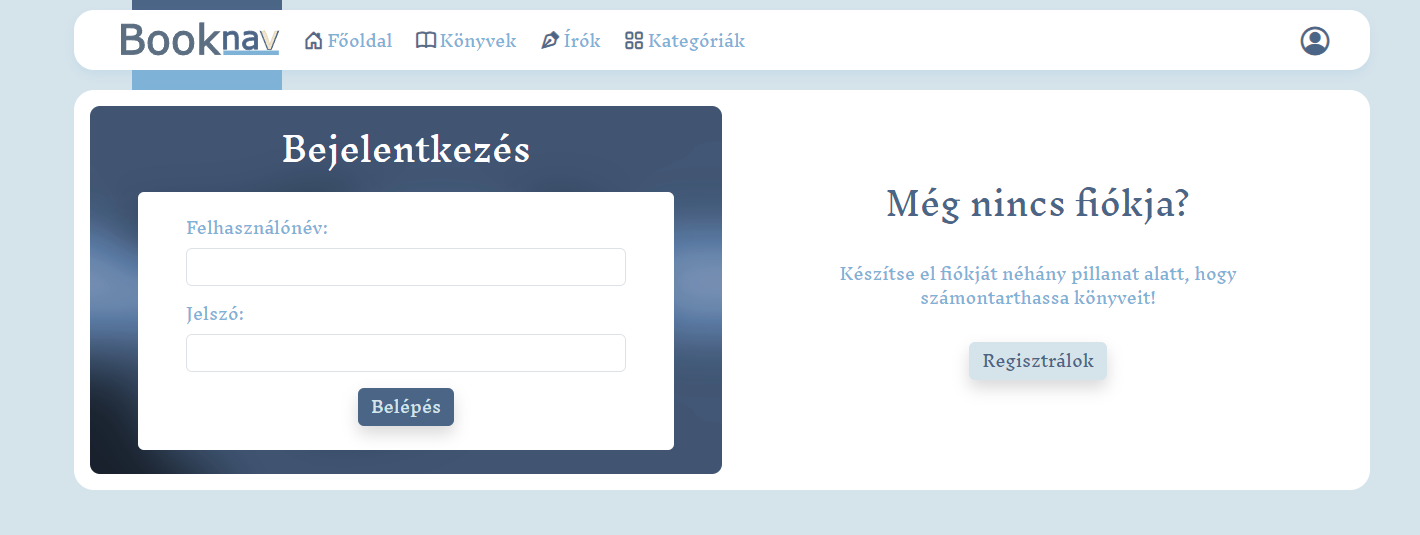 Booknav Főoldal Könyvek Írók Kategóriák
Bejelentkezés
Felhasználónév:
Jelszó:
Belépés
Még nincs fiókja?
Készítse el fiókját néhány pillanat alatt, hogy
számontarthassa könyveit!
Regisztrálok